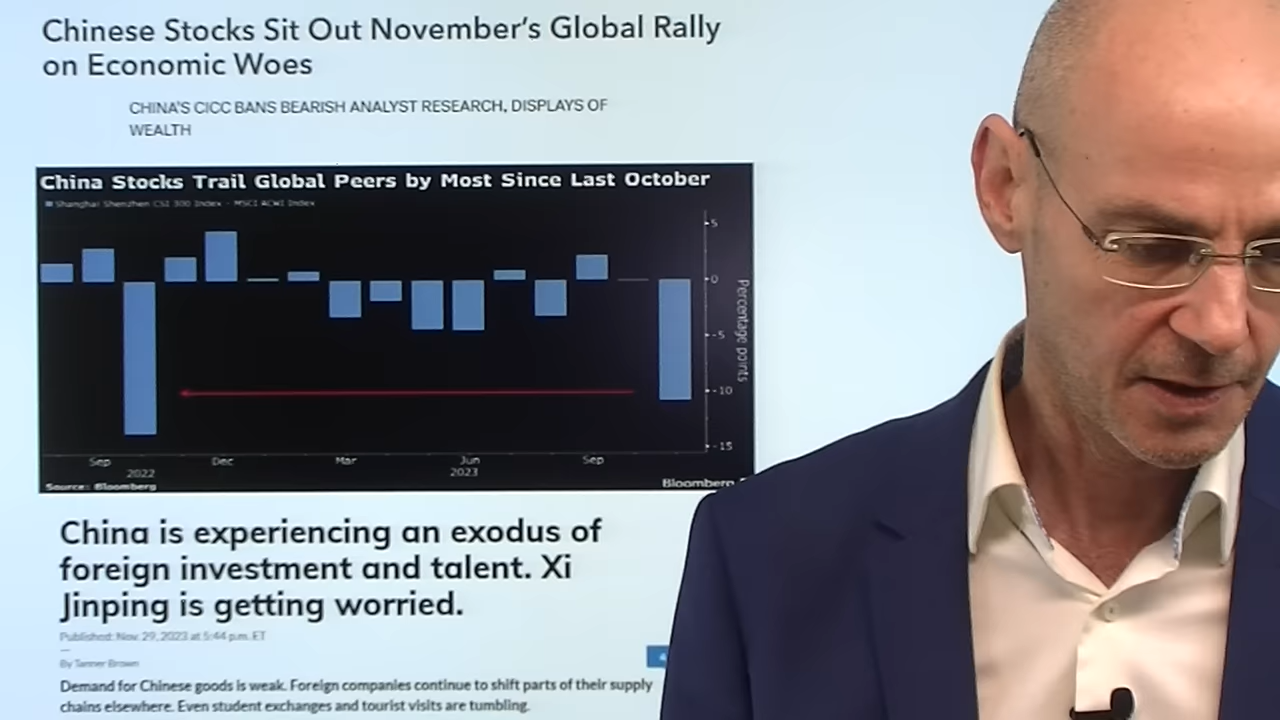 Chinese Stocks Sit Out November's Global Rally
on Economic Woes
CHINA'S CICC BANS BEARISH ANALYST RESEARCH, DISPLAYS OF
WEALTH
China Stocks Trail Global Peers by Most Since Last October
Shanghai Shenzhen CSI 300 Index - MSCI ACWI Index
5
0
-5
-10
-15
Percentage points
Sep Dec Mar Jun Sep
2022 2023
Source: Bloomberg
Bloomberg
China is experiencing an exodus of
foreign investment and talent. Xi
Jinping is getting worried.
Published: Nov. 29, 2023 at 5:44 p.m. ET
By Tanner Brown
Demand for Chinese goods is weak. Foreign companies continue to shift parts of their supply
chains elsewhere. Even student exchanges and tourist visits are tumbling.